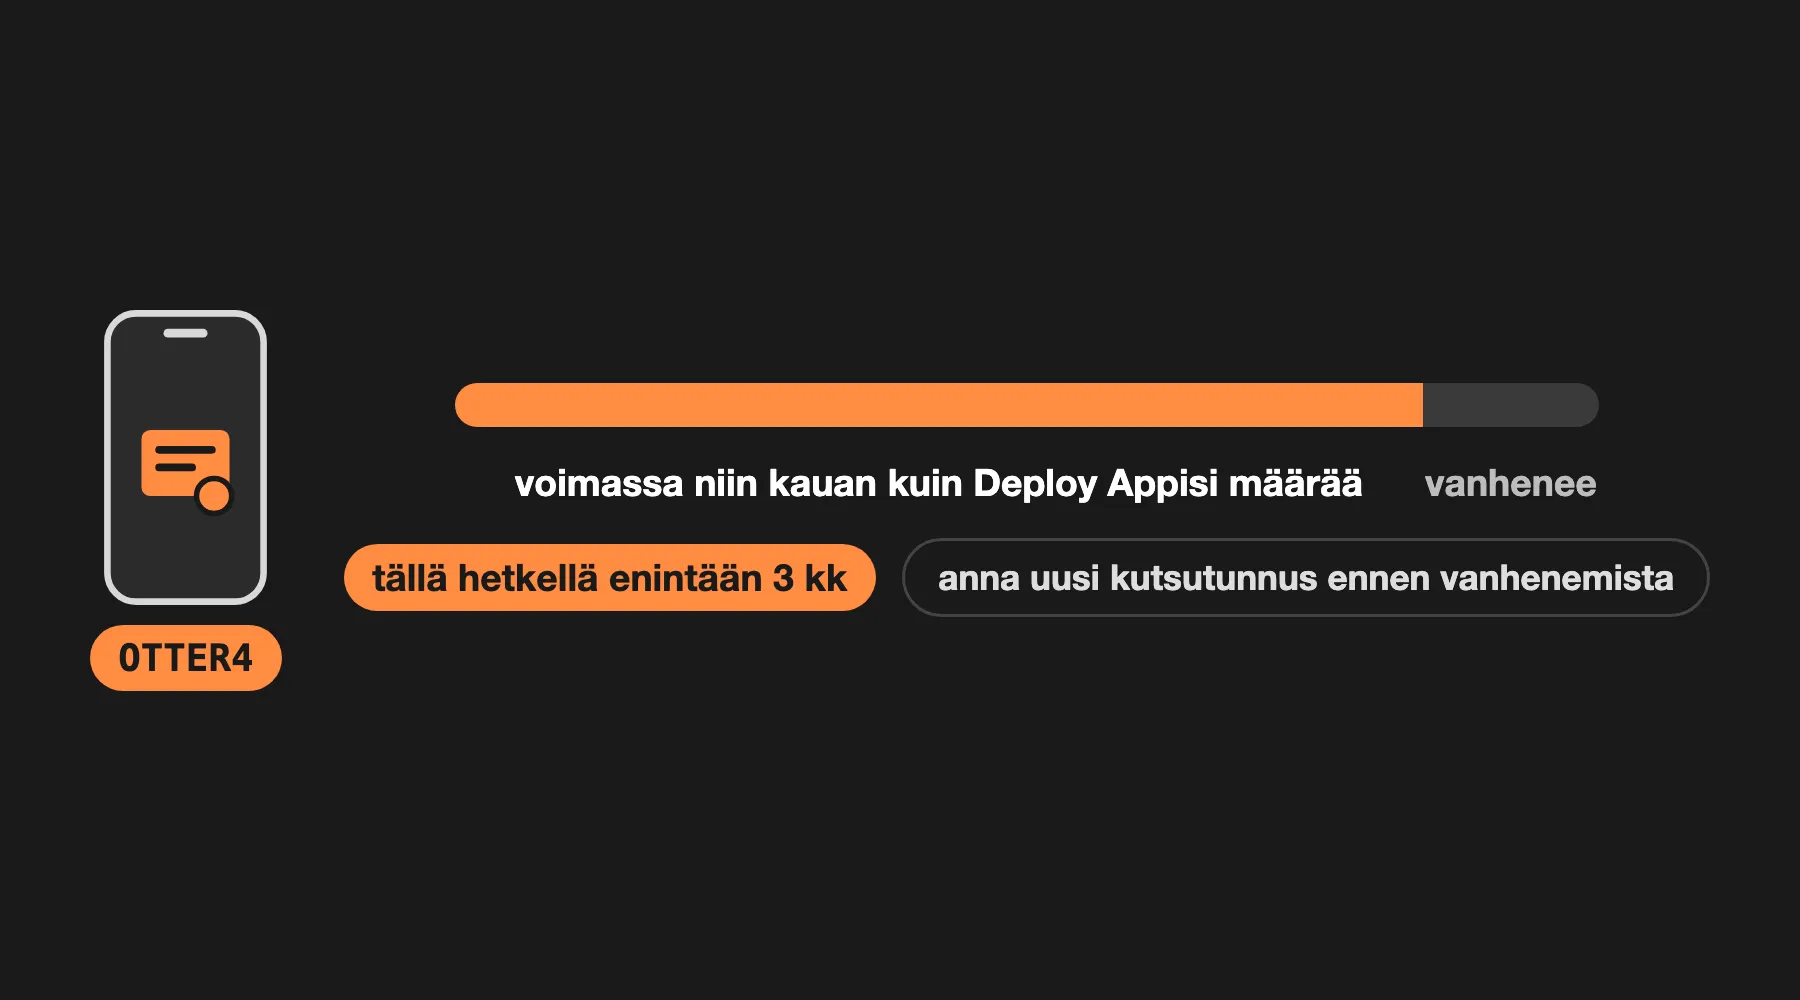 voimassa niin kauan kuin Deploy Appisi määrää
vanhenee
tällä hetkellä enintään 3 kk
anna uusi kutsutunnus ennen vanhenemista
OTTER4